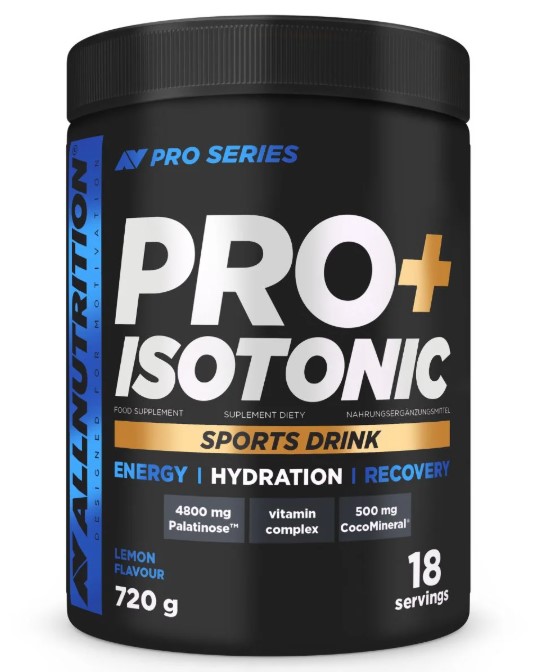 AV PRO SERIES
ALLNUTRITION®
DESIGNED FOR MOTIVATION
PRO+
ISOTONIC
FOOD SUPPLEMENT SUPLEMENT DIETY NAHRUNGSERGÄNZUNGSMITTEL
SPORTS DRINK
ENERGY | HYDRATION | RECOVERY
4800 mg
Palatinose™
vitamin
complex
500 mg
CocoMineral®
LEMON
FLAVOUR
720 g
18
servings